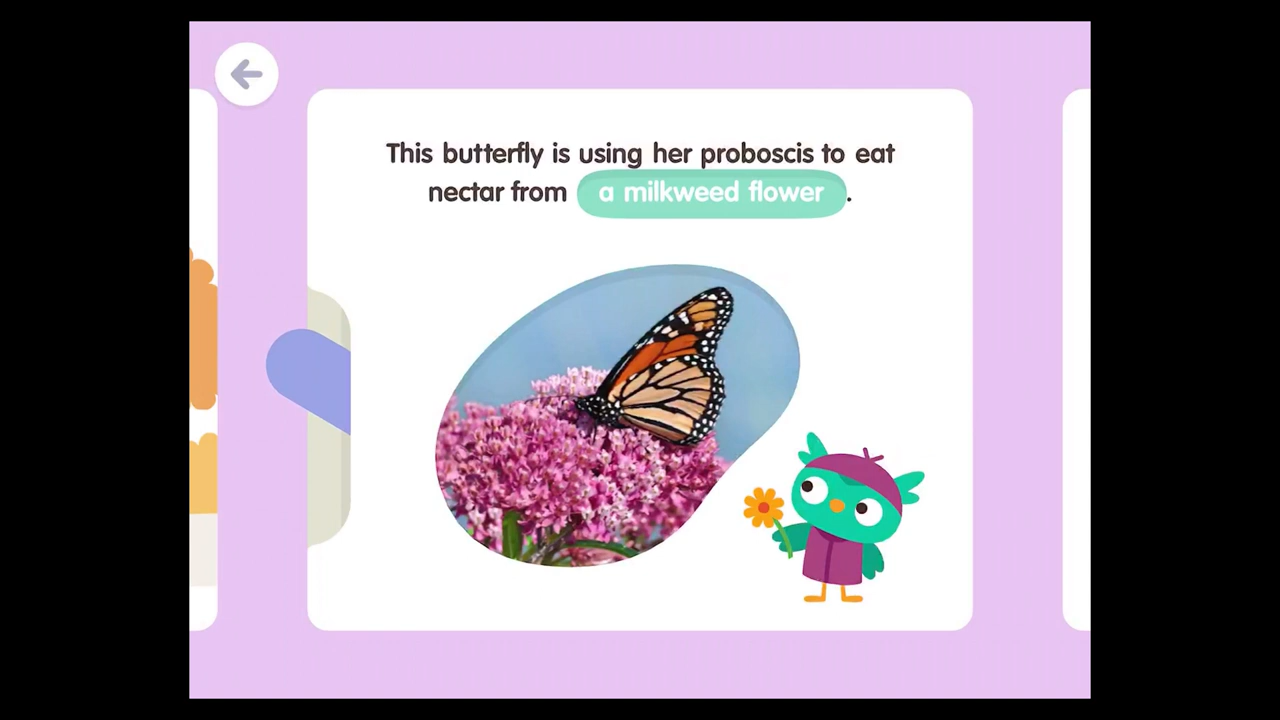 This butterfly is using her proboscis to eat
nectar from a milkweed flower.